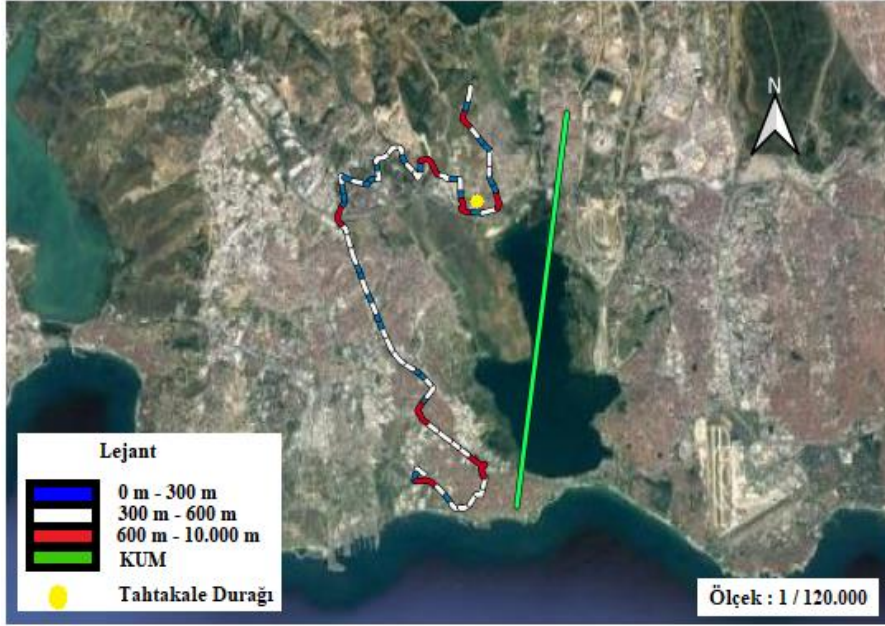 N
Lejant
0 m - 300 m
300 m - 600 m
600 m - 10.000 m
KUM
Tahtakale Durağı
Ölçek : 1 / 120.000